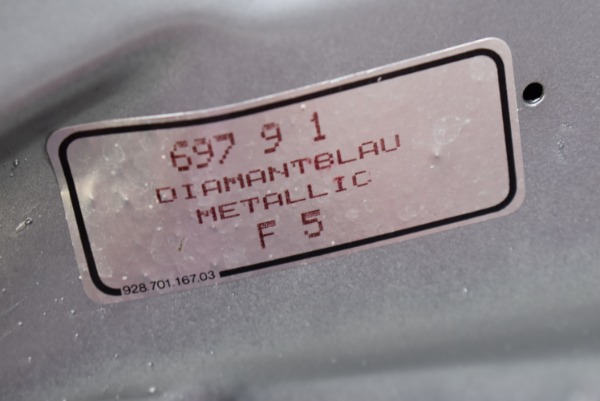 697 9 1
DIAMANTBLAU
METALLIC
F 5
928.701.167.03